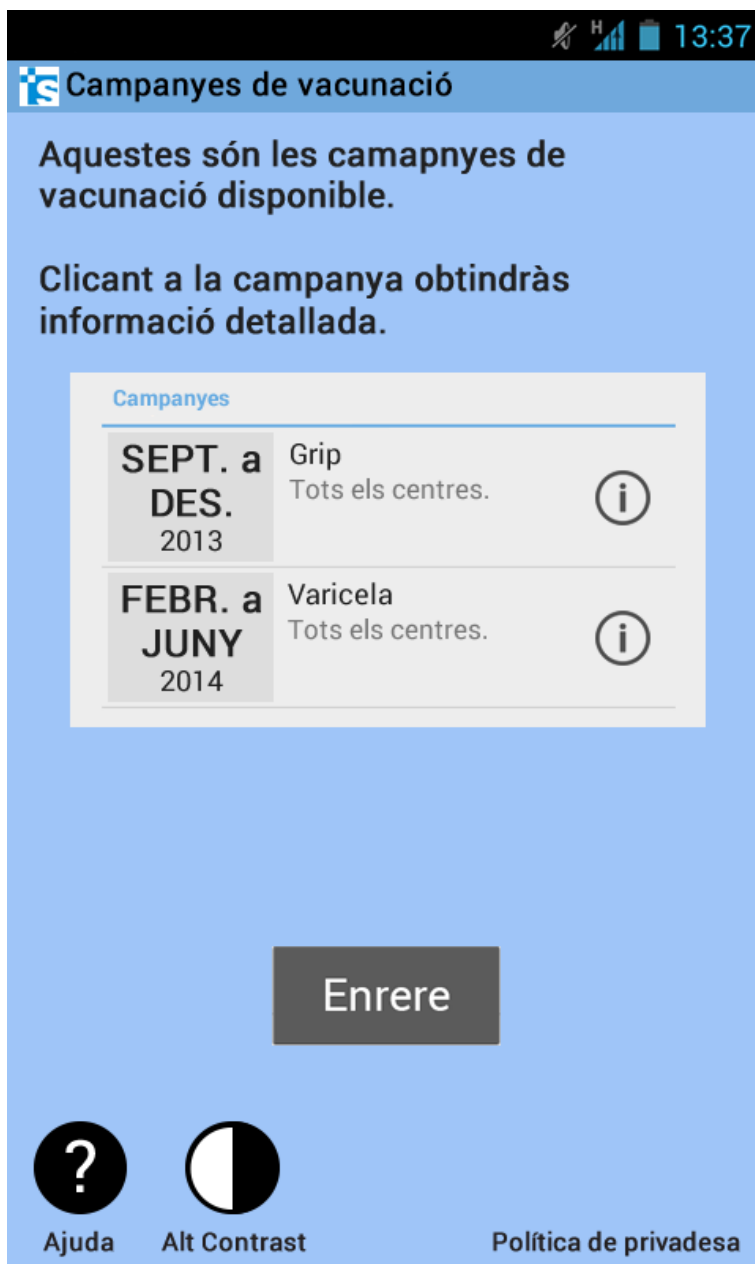 H 13:37
is Campanyes de vacunació
Aquestes són les camapnyes de
vacunació disponible.
Clicant a la campanya obtindràs
informació detallada.
Campanyes
SEPT. a
DES.
2013
Grip
Tots els centres.
i
FEBR. a
JUNY
2014
Varicela
Tots els centres.
i
Enrere
?
Ajuda
Alt Contrast
Política de privadesa